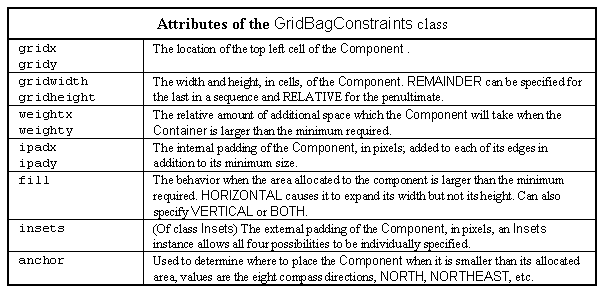 Attributes of the GridBagConstraints class
gridx
gridy
The location of the top left cell of the Component .
gridwidth
gridheight
The width and height, in cells, of the Component. REMAINDER can be specified for
the last in a sequence and RELATIVE for the penultimate.
weightx
weighty
The relative amount of additional space which the Component will take when the
Container is larger than the minimum required.
ipadx
ipady
The internal padding of the Component, in pixels; added to each of its edges in
addition to its minimum size.
fill
The behavior when the area allocated to the component is larger than the minimum
required. HORIZONTAL causes it to expand its width but not its height. Can also
specify VERTICAL or BOTH.
insets
(Of class Insets) The external padding of the Component, in pixels, an Insets
instance allows all four possibilities to be individually specified.
anchor
Used to determine where to place the Component when it is smaller than its allocated
area, values are the eight compass directions, NORTH, NORTHEAST, etc.